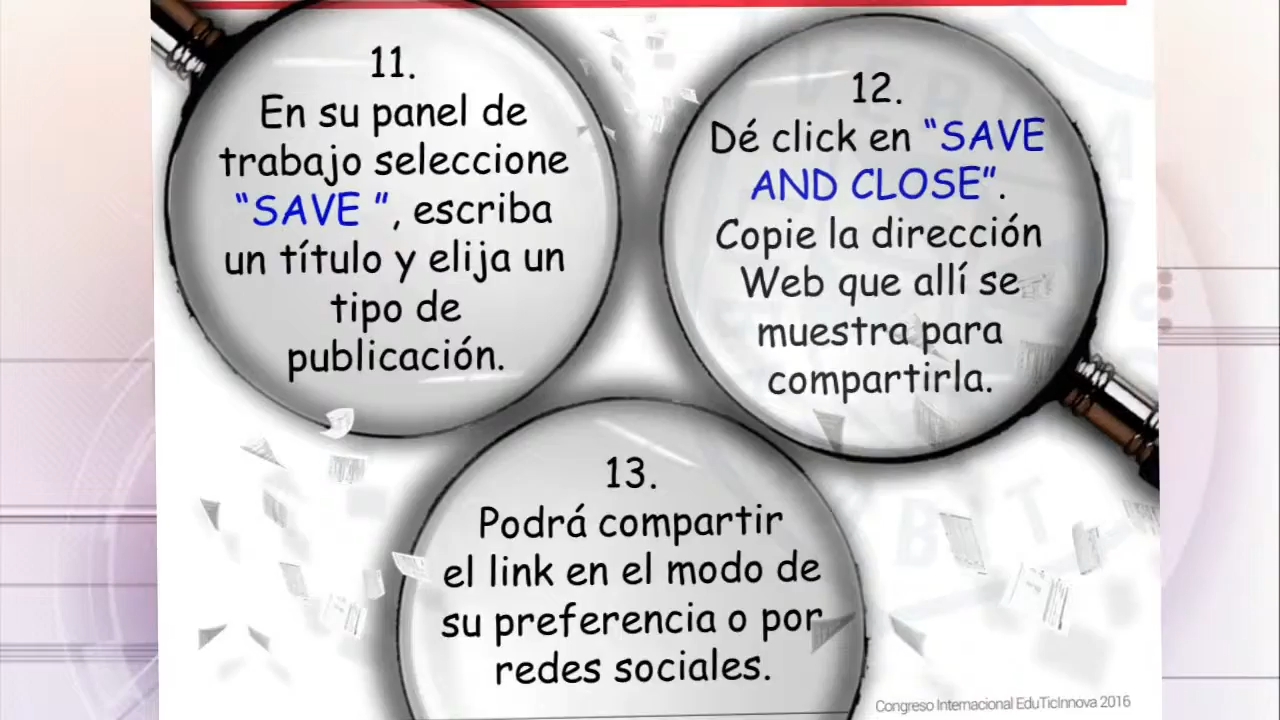 11.
En su panel de
trabajo seleccione
“SAVE ”, escriba
un título y elija un
tipo de
publicación.
12.
Dé click en “SAVE
AND CLOSE”.
Copie la dirección
Web que allí se
muestra para
compartirla.
13.
Podrá compartir
el link en el modo de
su preferencia o por
redes sociales.
Congreso Internacional EduTicInnova 2016